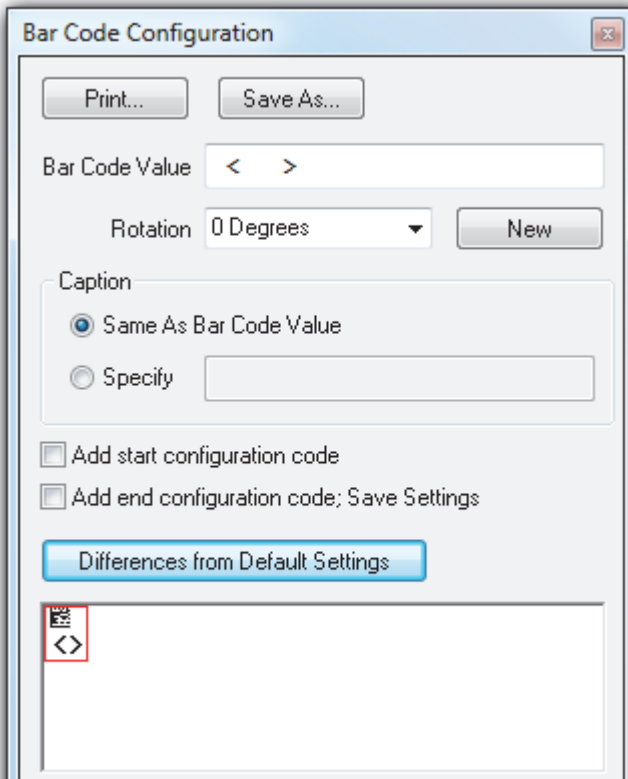 Bar Code Configuration
Print... Save As...
Bar Code Value < >
Rotation 0 Degrees New
Caption
Same As Bar Code Value
Specify
Add start configuration code
Add end configuration code; Save Settings
Differences from Default Settings
<>